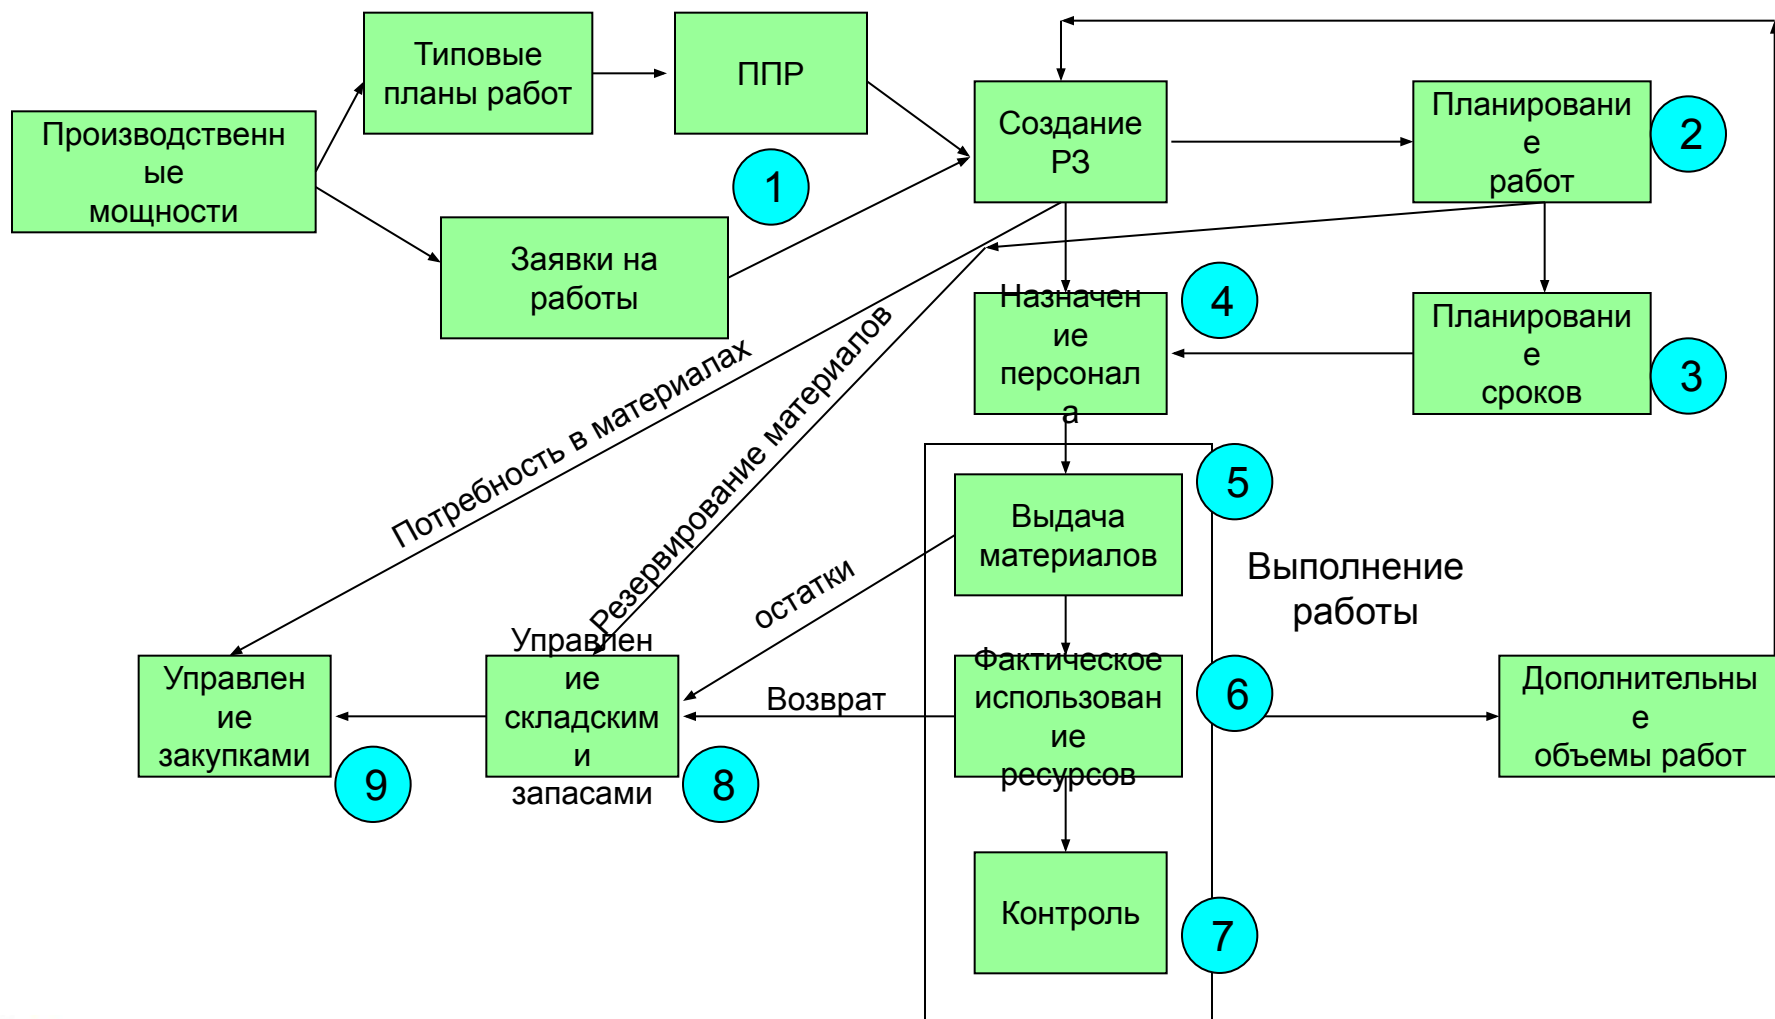 Типовые
планы работ
ППР
Производственн
ые
мощности
1
Заявки на
работы
Создание
РЗ
Планировани
е
работ
2
Назначен
ие
персонал
а
4
Планировани
е
сроков
3
Потребность в материалах
Резервирование материалов
остатки
Возврат
Выдача
материалов
5
Выполнение
работы
Фактическое
использован
ие
ресурсов
6
Дополнительны
е
объемы работ
Управлен
ие
закупками
9
Управлен
ие
складским
и
запасами
8
Контроль
7